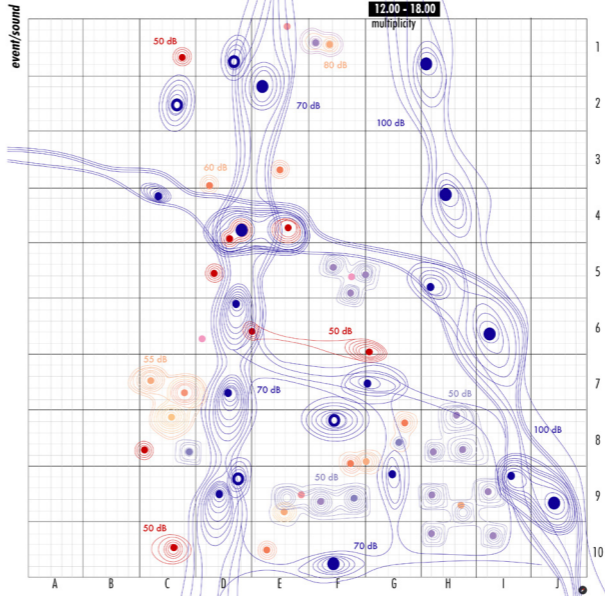 12.00 - 18.00
multiplicity
event/sound
50 dB
80 dB
1
70 dB
100 dB
2
60 dB
3
4
5
50 dB
6
55 dB
70 dB
50 dB
7
100 dB
8
50 dB
9
50 dB
70 dB
10
A B C D E F G H I J